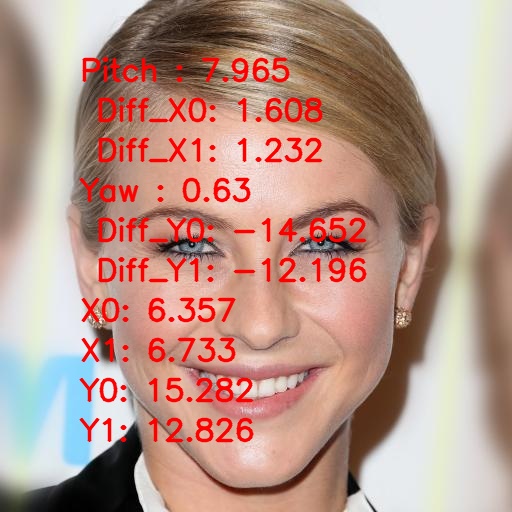 Pitch : 7.965
Diff_X0: 1.608
Diff_X1: 1.232
Yaw : 0.63
Diff_Y0: -14.652
Diff_Y1: -12.196
X0: 6.357
X1: 6.733
Y0: 15.282
Y1: 12.826